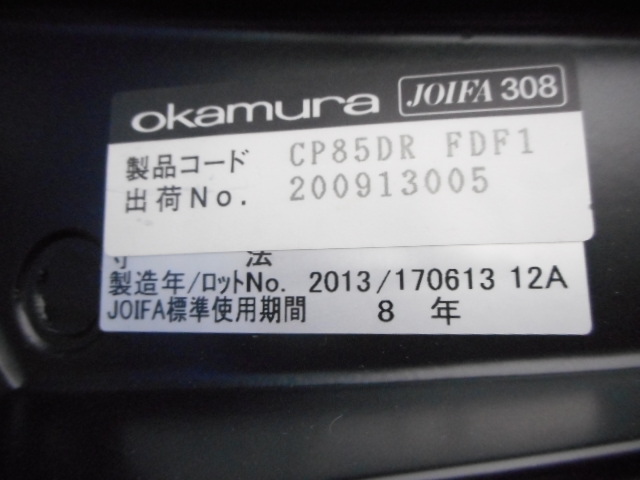 okamura JOIFA 308
製品コード CP85DR FDF1
出荷No. 200913005
寸 法
製造年/ロットNo. 2013/170613 12A
JOIFA標準使用期間 8 年